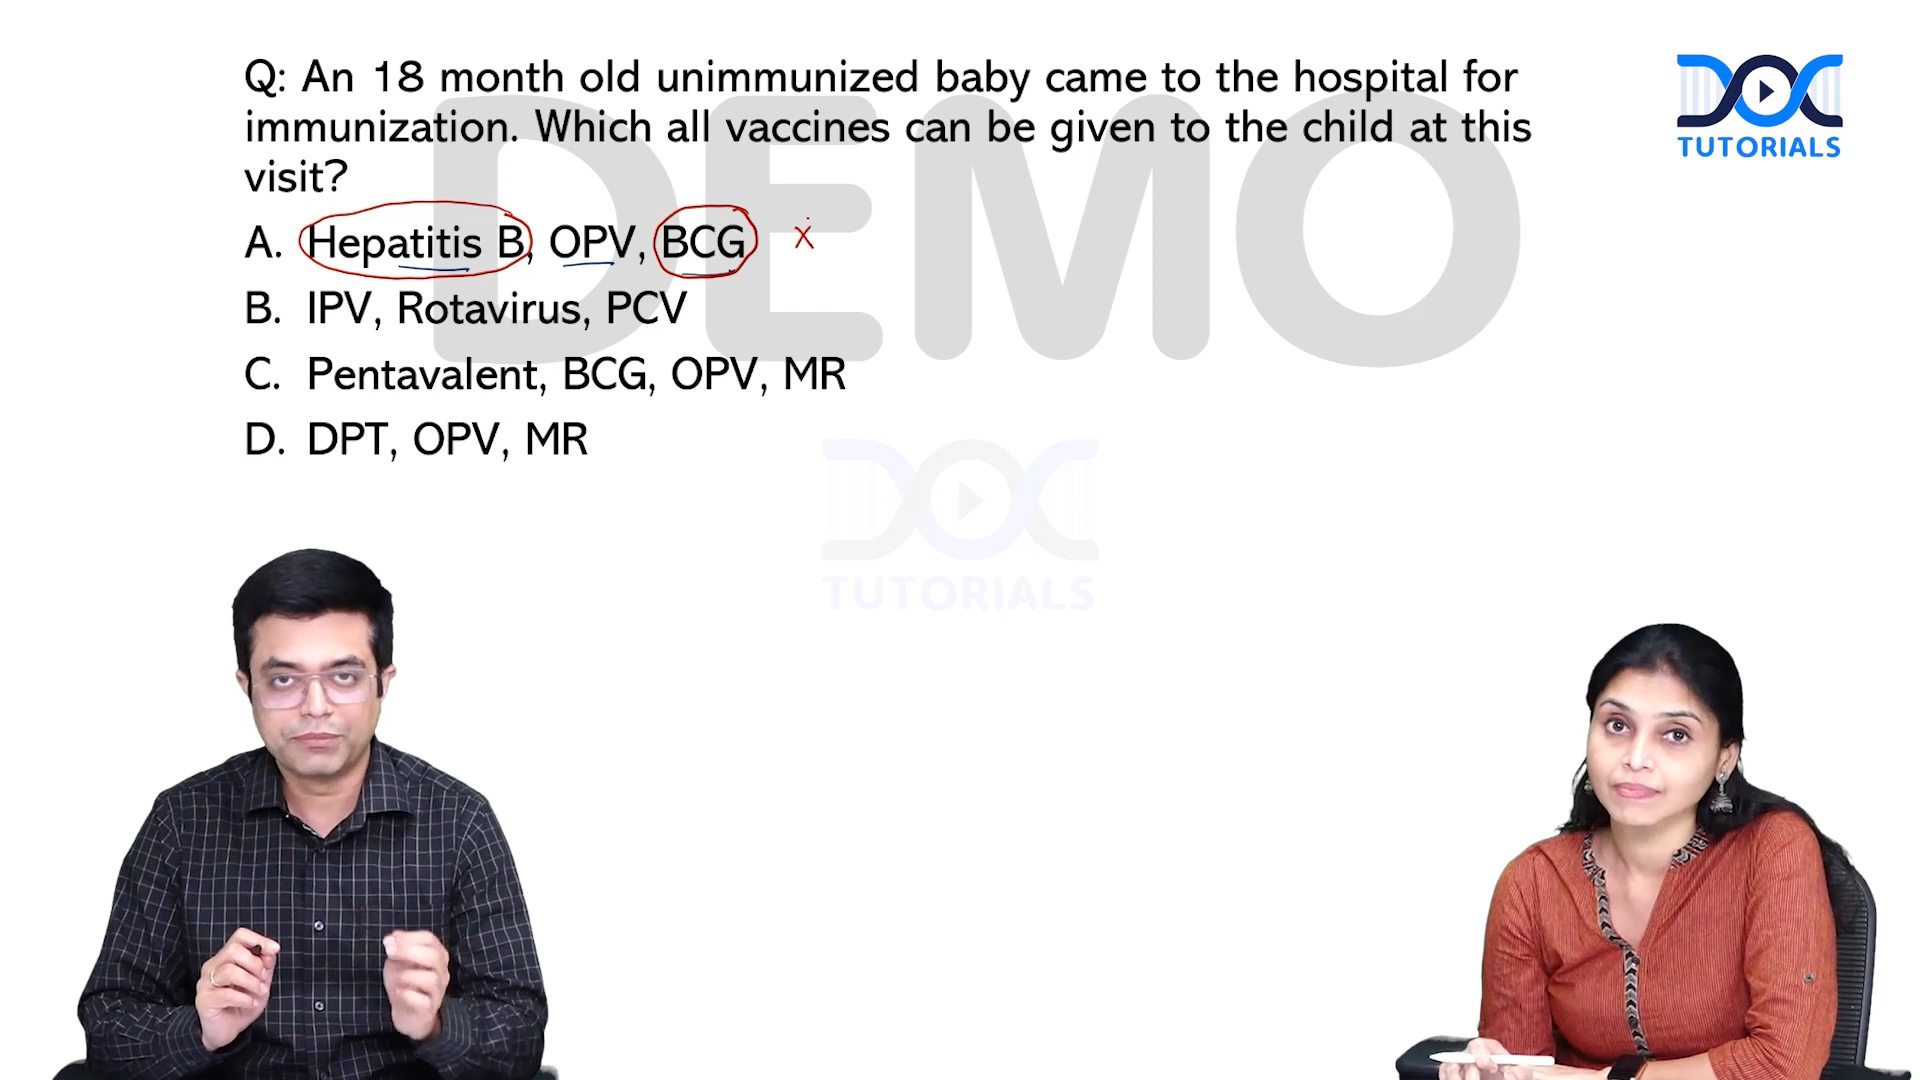 Q: An 18 month old unimmunized baby came to the hospital for
immunization. Which all vaccines can be given to the child at this
visit?
A. Hepatitis B, OPV, BCG x
B. IPV, Rotavirus, PCV
C. Pentavalent, BCG, OPV, MR
D. DPT, OPV, MR
DEMO
TUTORIALS
TUTORIALS